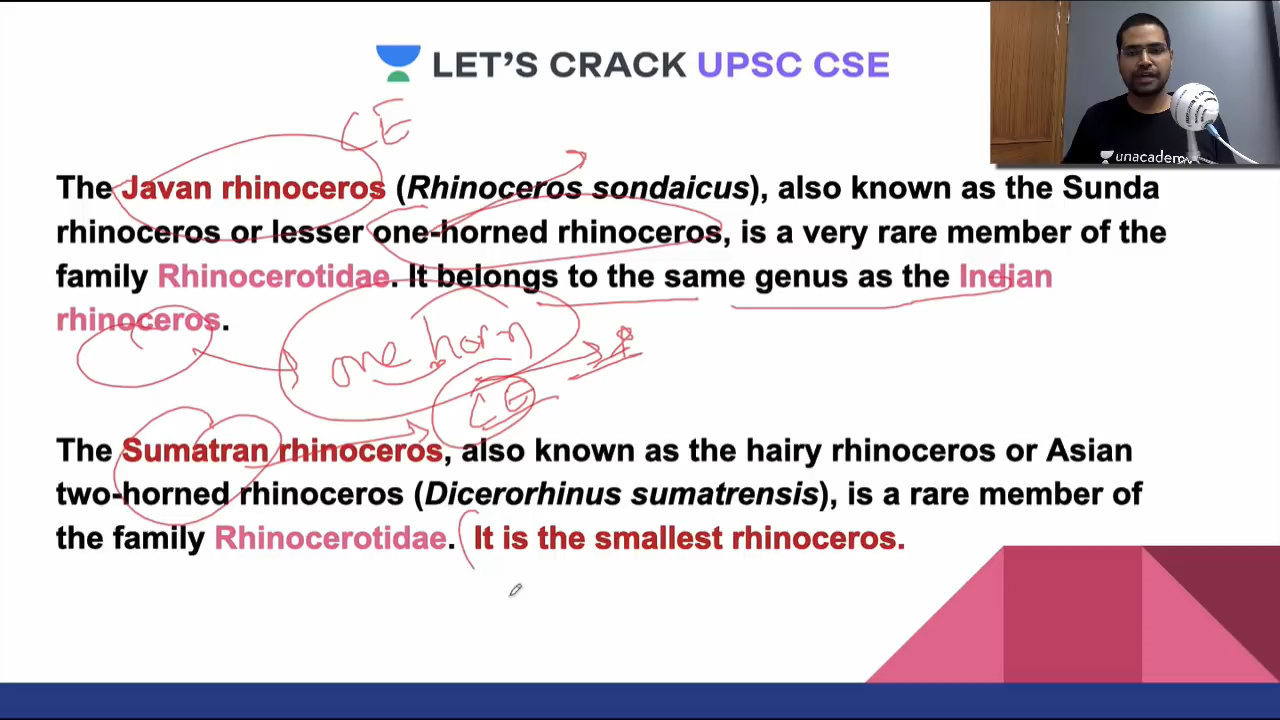 LET'S CRACK UPSC CSE
unacademy
CE
The Javan rhinoceros (Rhinoceros sondaicus), also known as the Sunda
rhinoceros or lesser one-horned rhinoceros, is a very rare member of the
family Rhinocerotidae. It belongs to the same genus as the Indian
rhinoceros.
one horn
CE
The Sumatran rhinoceros, also known as the hairy rhinoceros or Asian
two-horned rhinoceros (Dicerorhinus sumatrensis), is a rare member of
the family Rhinocerotidae. It is the smallest rhinoceros.